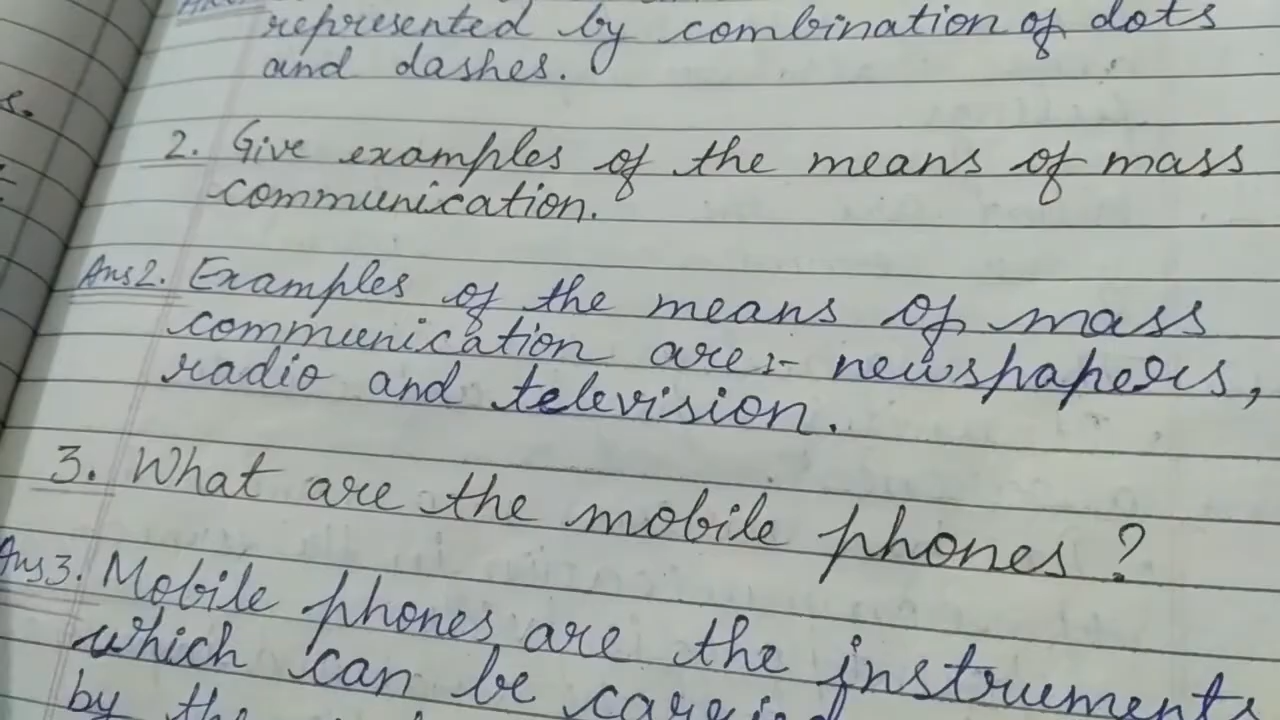 represented by combination of dots
and dashes.
2. Give examples of the means of mass
communication.
Ans2. Examples of the means of mass
communication are:- newspapers,
radio and television.
3. What are the mobile phones?
Ans3. Mobile phones are the instruments
which can be
by